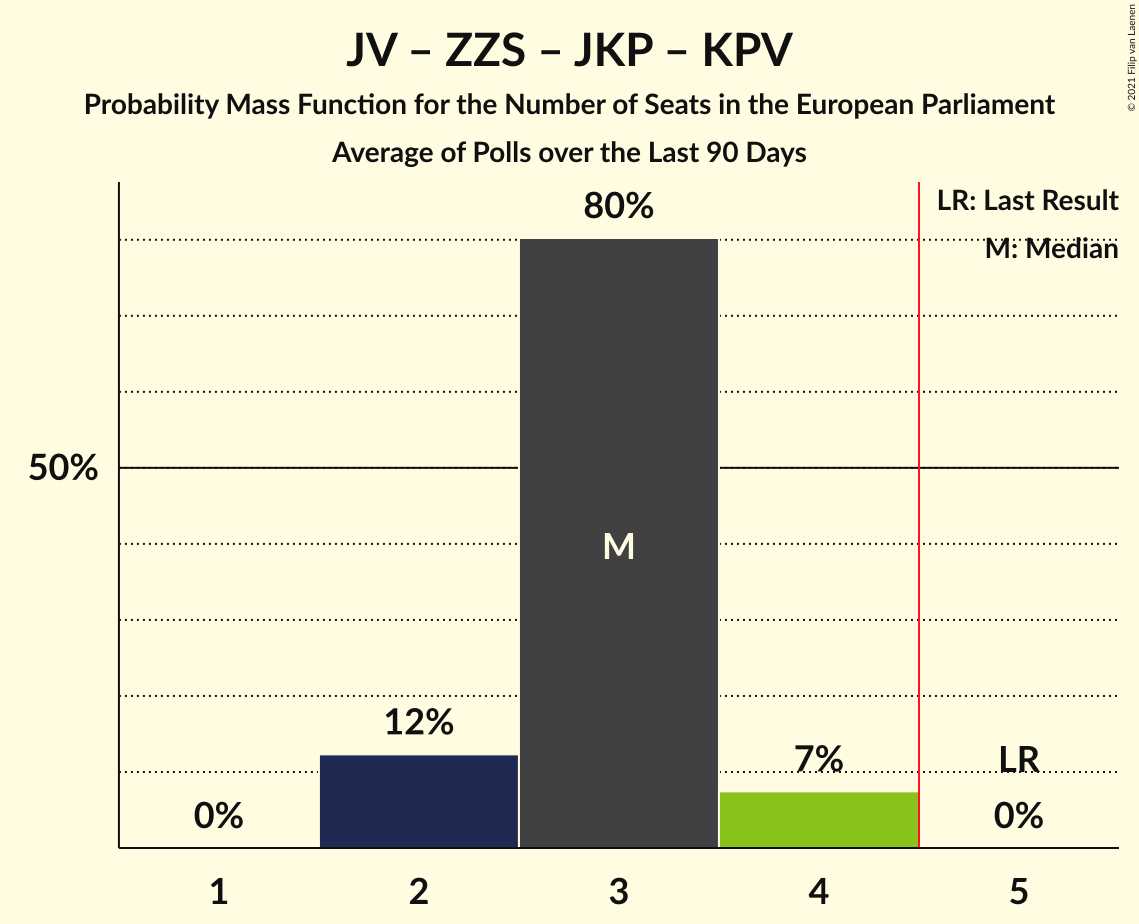 JV – ZZS – JKP – KPV
Probability Mass Function for the Number of Seats in the European Parliament
Average of Polls over the Last 90 Days
© 2021 Filip van Laenen
LR: Last Result
M: Median
80%
50%
M
12%
7%
LR
0%
0%
1 2 3 4 5